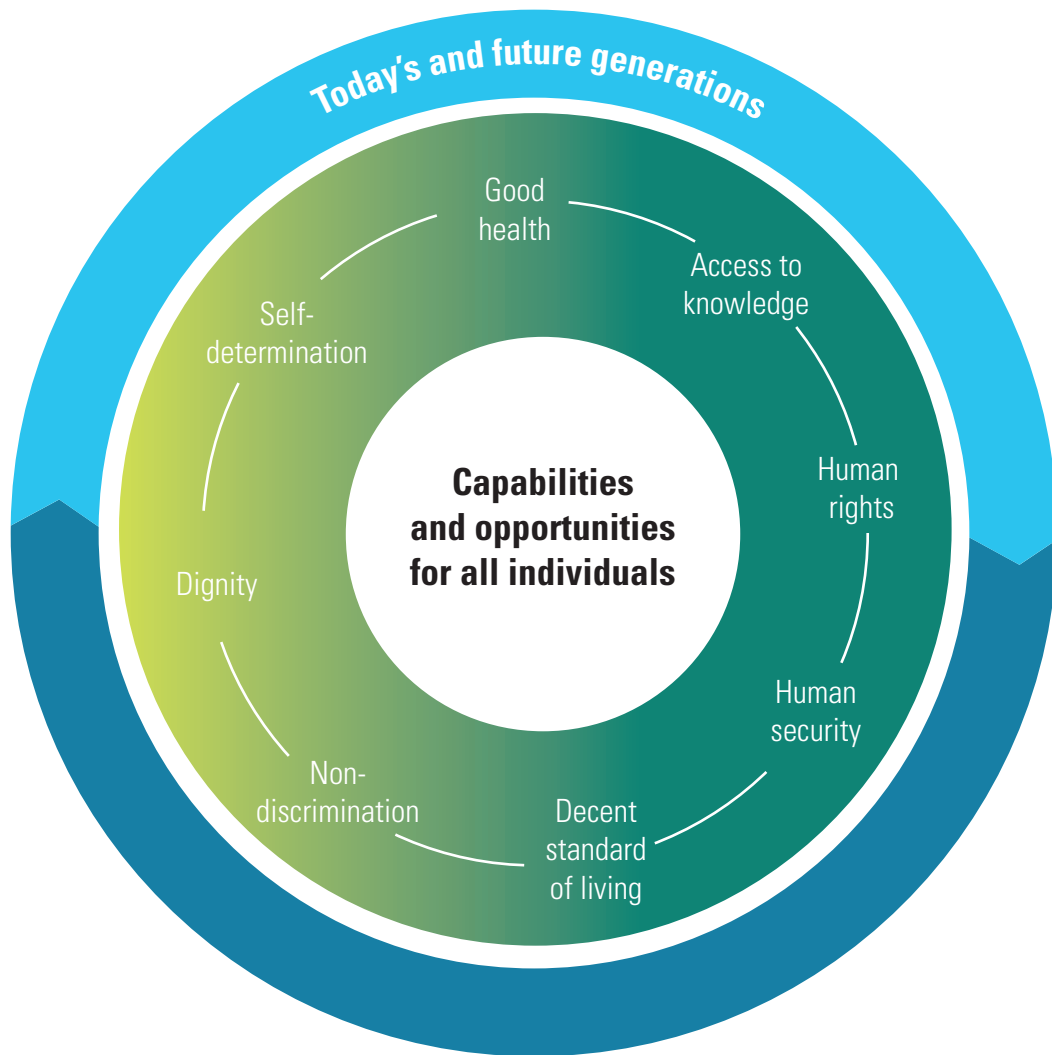 Today's and future generations
Good
health
Access to
knowledge
Human
rights
Human
security
Decent
standard
of living
Non-
discrimination
Dignity
Self-
determination
Capabilities
and opportunities
for all individuals